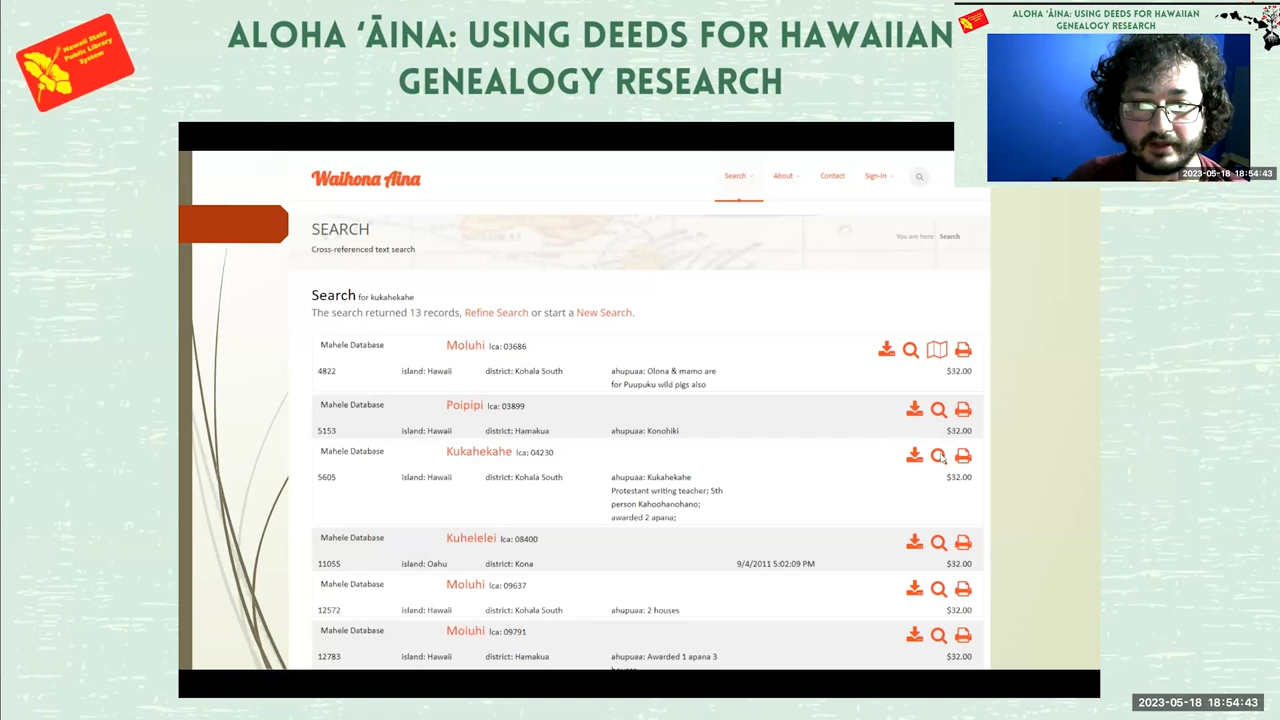 Hawaii State
Public Library
System
ALOHA ʻĀINA: USING DEEDS FOR HAWAIIAN
GENEALOGY RESEARCH
ALOHA ʻĀINA: USING DEEDS FOR HAWAIIAN
GENEALOGY RESEARCH
2023-05-18 18:54:43
Waihona Aina
Search About Contact Sign-In
SEARCH
Cross-referenced text search
You are here: Search
Search for kukahekahe
The search returned 13 records, Refine Search or start a New Search.
Mahele Database Moluhi lca: 03686
4822 island: Hawaii district: Kohala South ahupuaa: Olona & mamo are $32.00
for Puupuku wild pigs also
Mahele Database Poipipi lca: 03899
5153 island: Hawaii district: Hamakua ahupuaa: Konohiki $32.00
Mahele Database Kukahekahe lca: 04230
5605 island: Hawaii district: Kohala South ahupuaa: Kukahekahe $32.00
Protestant writing teacher; 5th
person Kahoohanohano;
awarded 2 apana;
Mahele Database Kuhelelei lca: 08400
11055 island: Oahu district: Kona 9/4/2011 5:02:09 PM $32.00
Mahele Database Moluhi lca: 09637
12572 island: Hawaii district: Kohala South ahupuaa: 2 houses $32.00
Mahele Database Moluhi lca: 09791
12783 island: Hawaii district: Hamakua ahupuaa: Awarded 1 apana 3 $32.00
2023-05-18 18:54:43